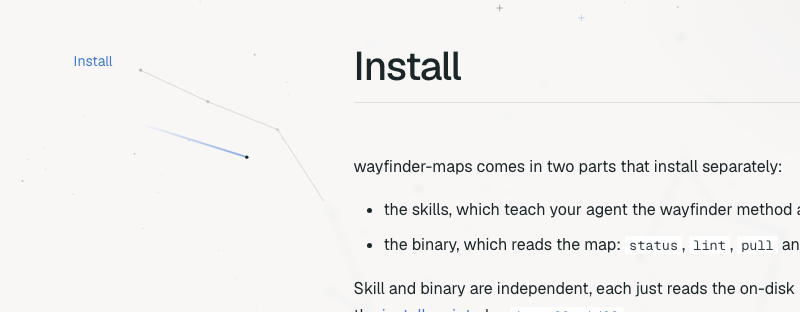 Install
Install
wayfinder-maps comes in two parts that install separately:
the skills, which teach your agent the wayfinder method
the binary, which reads the map: status, lint, pull an
Skill and binary are independent, each just reads the on-disk